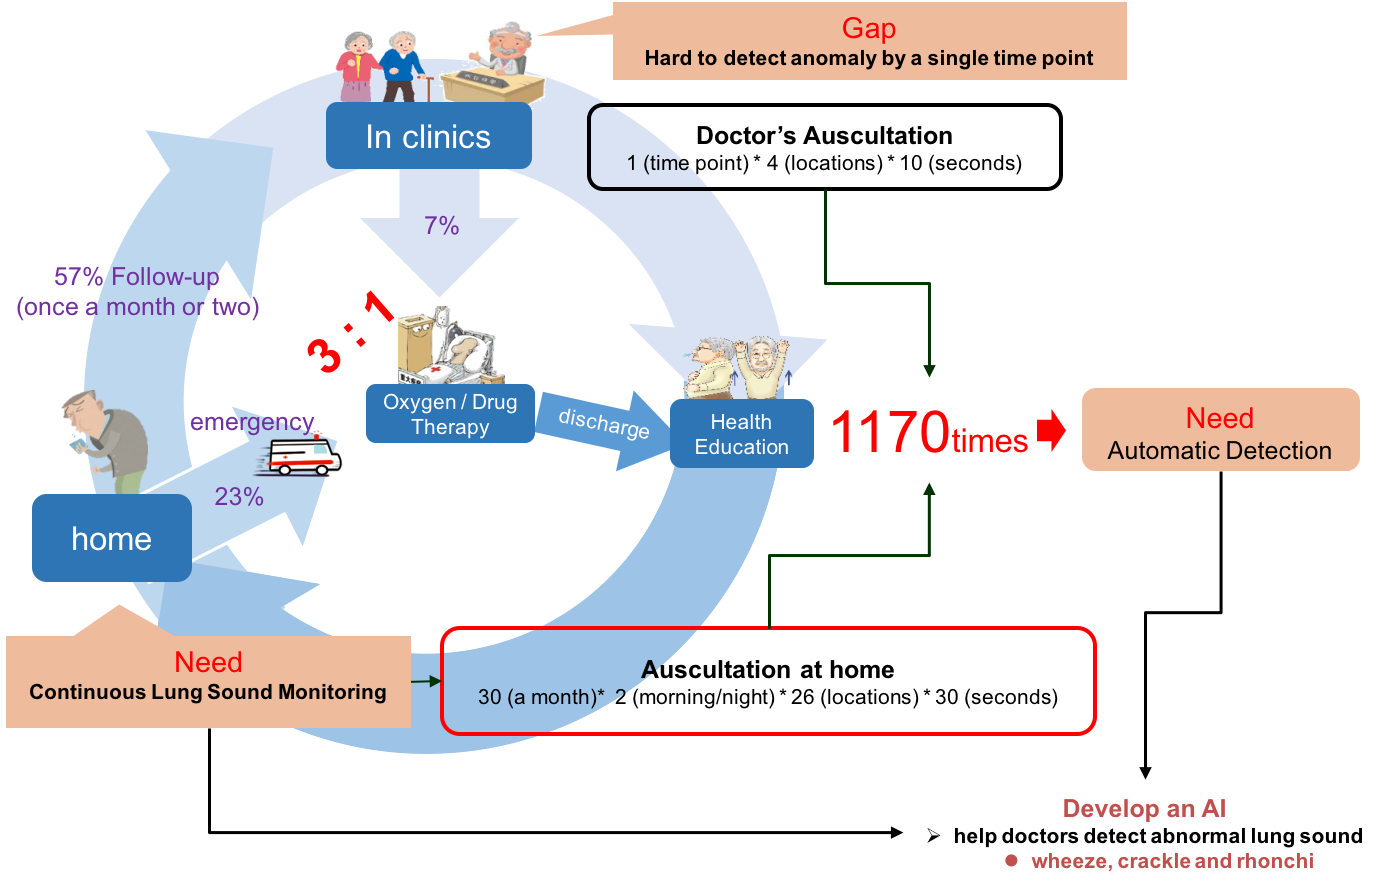 Gap
Hard to detect anomaly by a single time point
In clinics
Doctor’s Auscultation
1 (time point) * 4 (locations) * 10 (seconds)
7%
57% Follow-up
(once a month or two)
3 : 1
Oxygen / Drug
Therapy
discharge
Health
Education
1170times
Need
Automatic Detection
emergency
23%
home
Need
Continuous Lung Sound Monitoring
Auscultation at home
30 (a month)* 2 (morning/night) * 26 (locations) * 30 (seconds)
Develop an AI
➢ help doctors detect abnormal lung sound
● wheeze, crackle and rhonchi